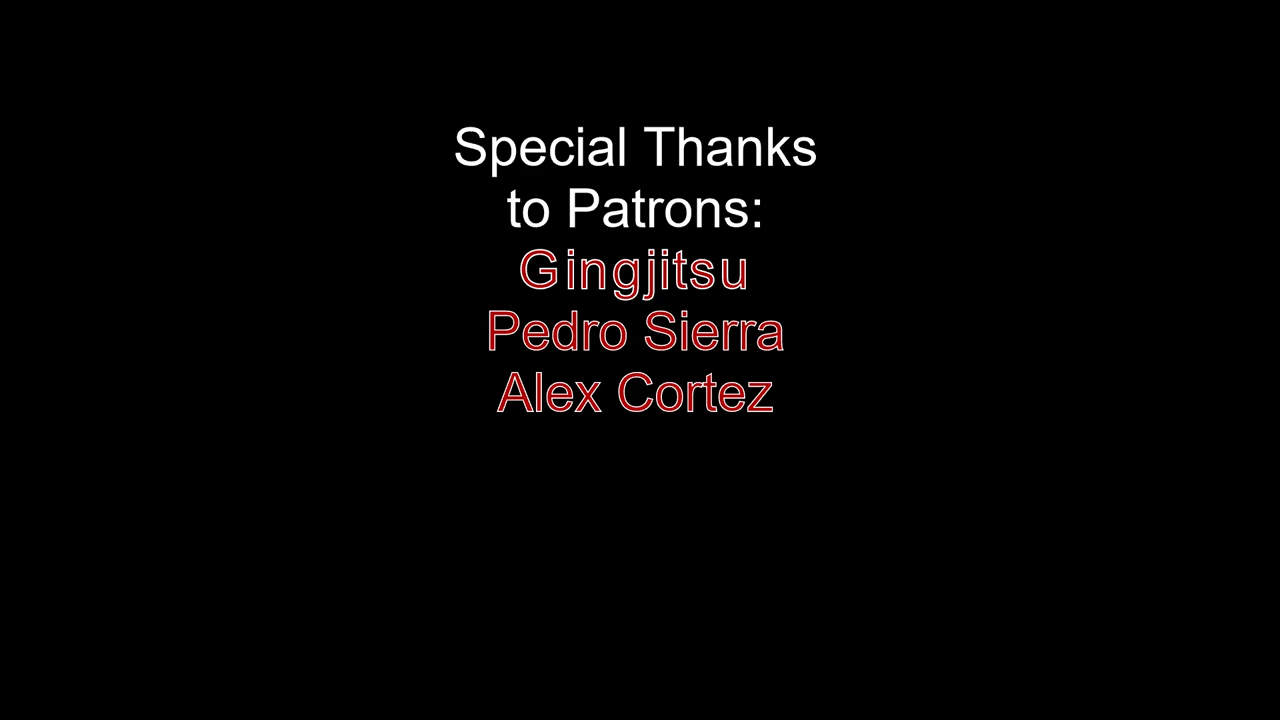 Special Thanks
to Patrons:
Gingjitsu
Pedro Sierra
Alex Cortez